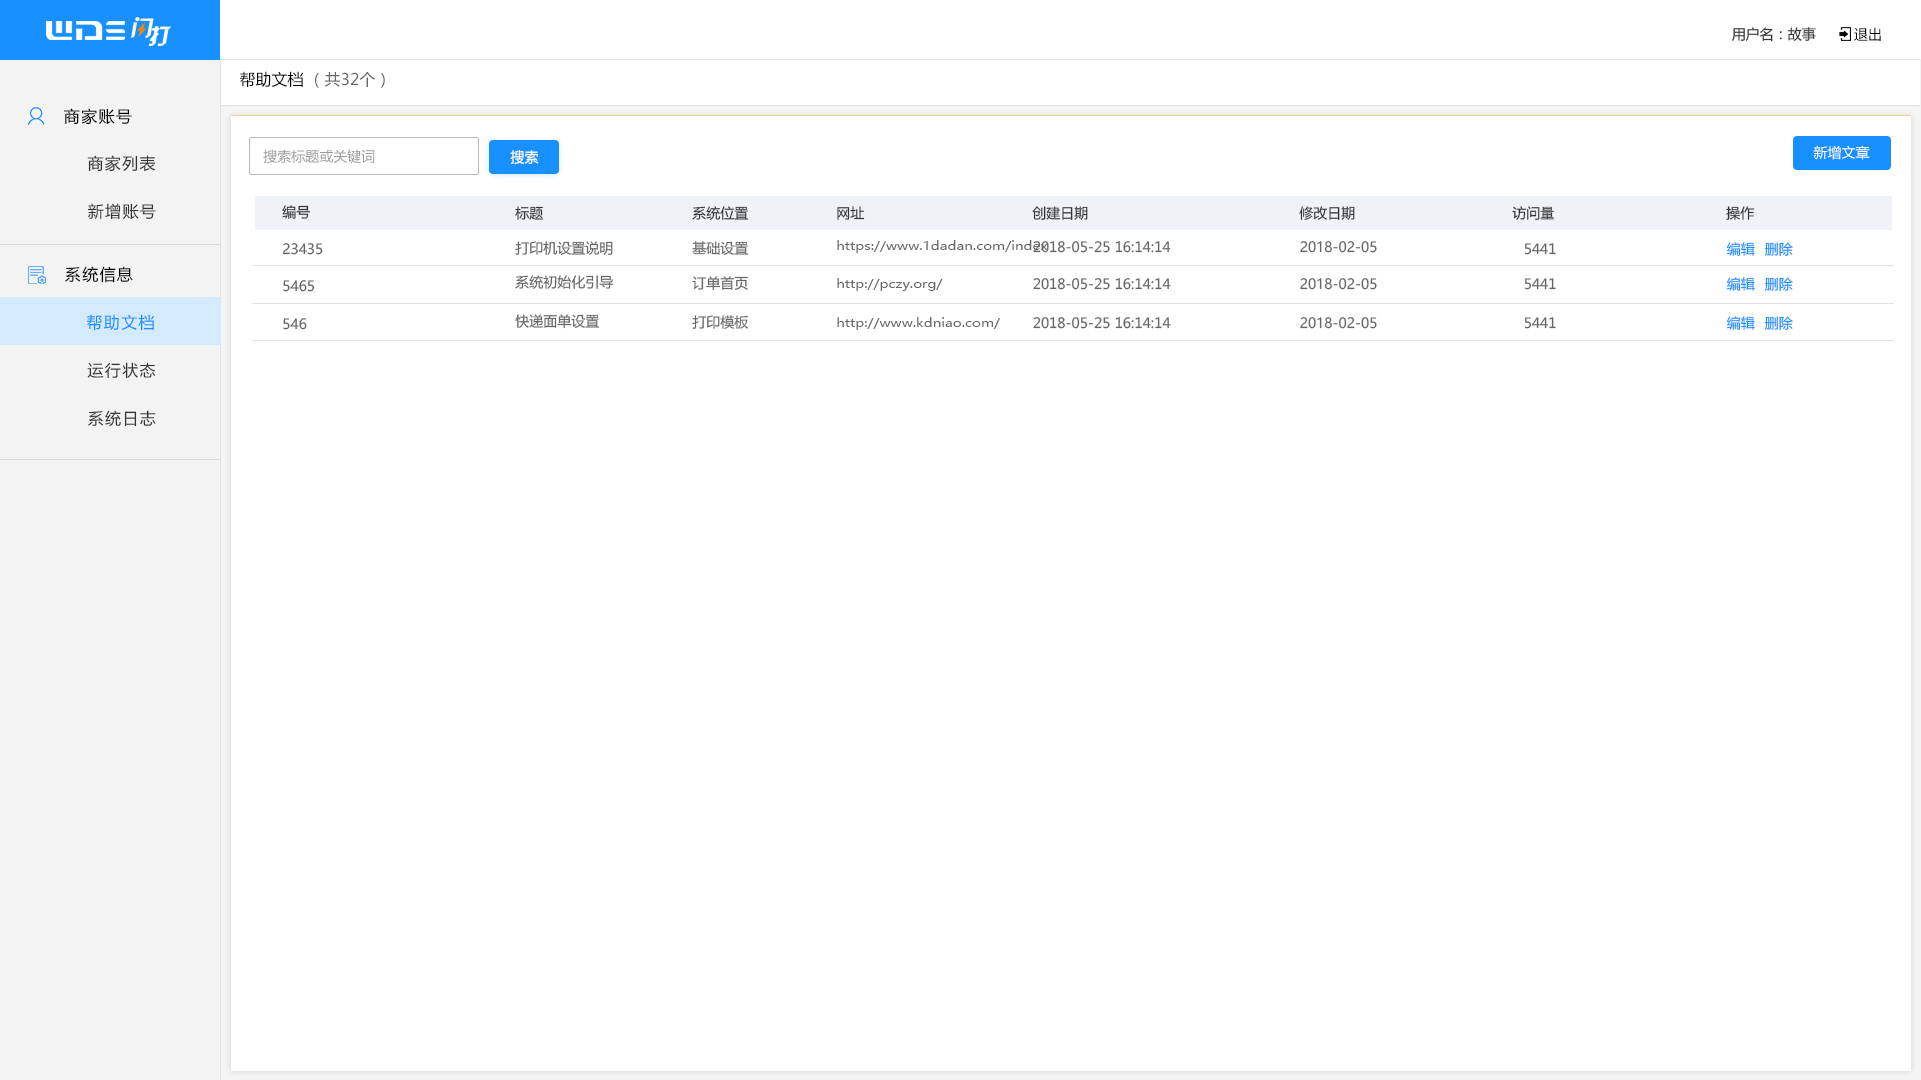 WDS闪打
用户名：故事 退出
帮助文档 （ 共32个 ）
商家账号
商家列表
新增账号
系统信息
帮助文档
运行状态
系统日志
搜索标题或关键词 搜索 新增文章
编号 标题 系统位置 网址 创建日期 修改日期 访问量 操作
23435 打印机设置说明 基础设置 https://www.1dadan.com/index 2018-05-25 16:14:14 2018-02-05 5441 编辑 删除
5465 系统初始化引导 订单首页 http://pczy.org/ 2018-05-25 16:14:14 2018-02-05 5441 编辑 删除
546 快递面单设置 打印模板 http://www.kdniao.com/ 2018-05-25 16:14:14 2018-02-05 5441 编辑 删除